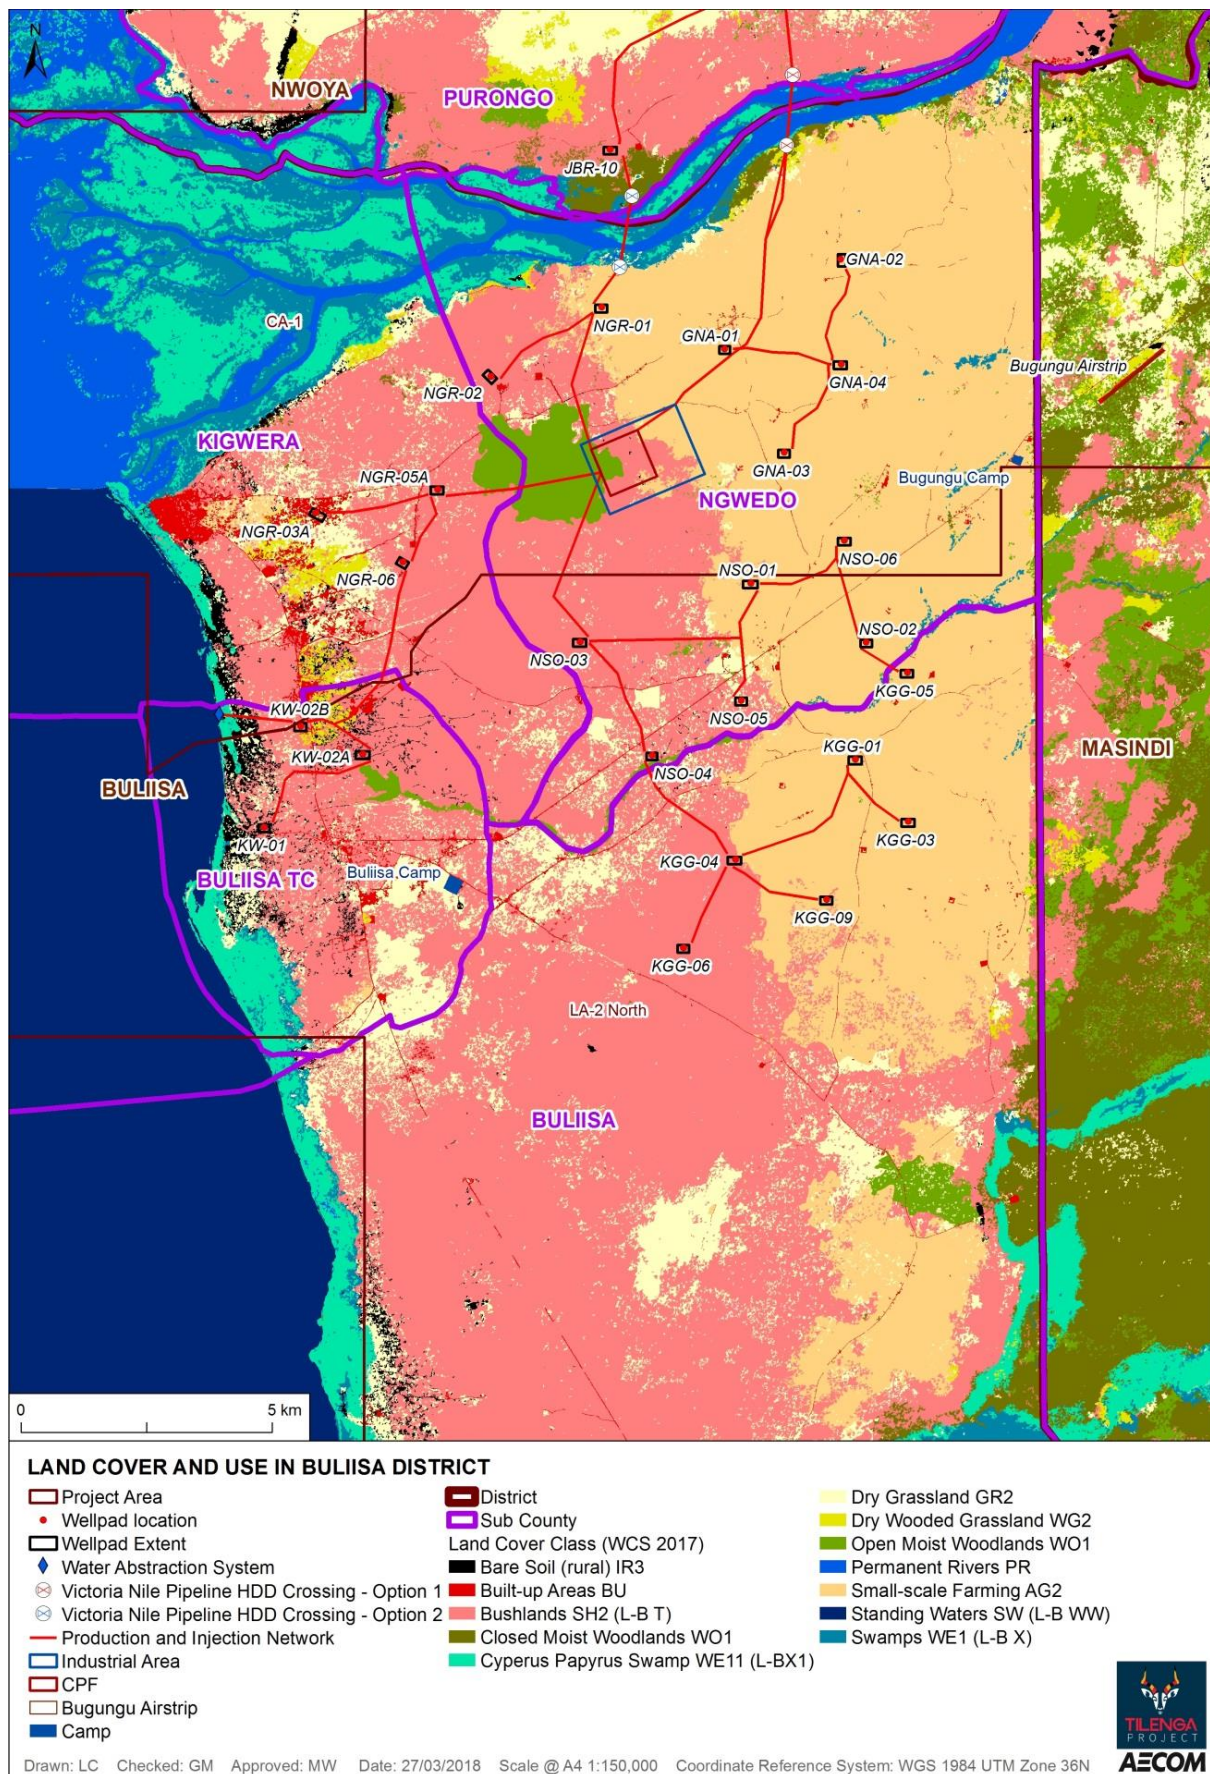 N
NWOYA
PURONGO
JBR-10
GNA-02
CA-1
NGR-01
GNA-01
GNA-04
Bugungu Airstrip
NGR-02
KIGWERA
NGR-05A
GNA-03
Bugungu Camp
NGWEDO
NGR-03A
NSO-06
NGR-06
NSO-01
NSO-02
NSO-03
KGG-05
KW-02B
NSO-05
KW-02A
KGG-01
MASINDI
NSO-04
BULIISA
KW-01
KGG-03
KGG-04
BULIISA TC
Buliisa Camp
KGG-09
KGG-06
LA-2 North
BULIISA
0 5 km
LAND COVER AND USE IN BULIISA DISTRICT
Project Area
Wellpad location
Wellpad Extent
Water Abstraction System
Victoria Nile Pipeline HDD Crossing - Option 1
Victoria Nile Pipeline HDD Crossing - Option 2
Production and Injection Network
Industrial Area
CPF
Bugungu Airstrip
Camp
District
Sub County
Land Cover Class (WCS 2017)
Bare Soil (rural) IR3
Built-up Areas BU
Bushlands SH2 (L-B T)
Closed Moist Woodlands WO1
Cyperus Papyrus Swamp WE11 (L-BX1)
Dry Grassland GR2
Dry Wooded Grassland WG2
Open Moist Woodlands WO1
Permanent Rivers PR
Small-scale Farming AG2
Standing Waters SW (L-B WW)
Swamps WE1 (L-B X)
TILENGA
PROJECT
AECOM
Drawn: LC Checked: GM Approved: MW Date: 27/03/2018 Scale @ A4 1:150,000 Coordinate Reference System: WGS 1984 UTM Zone 36N